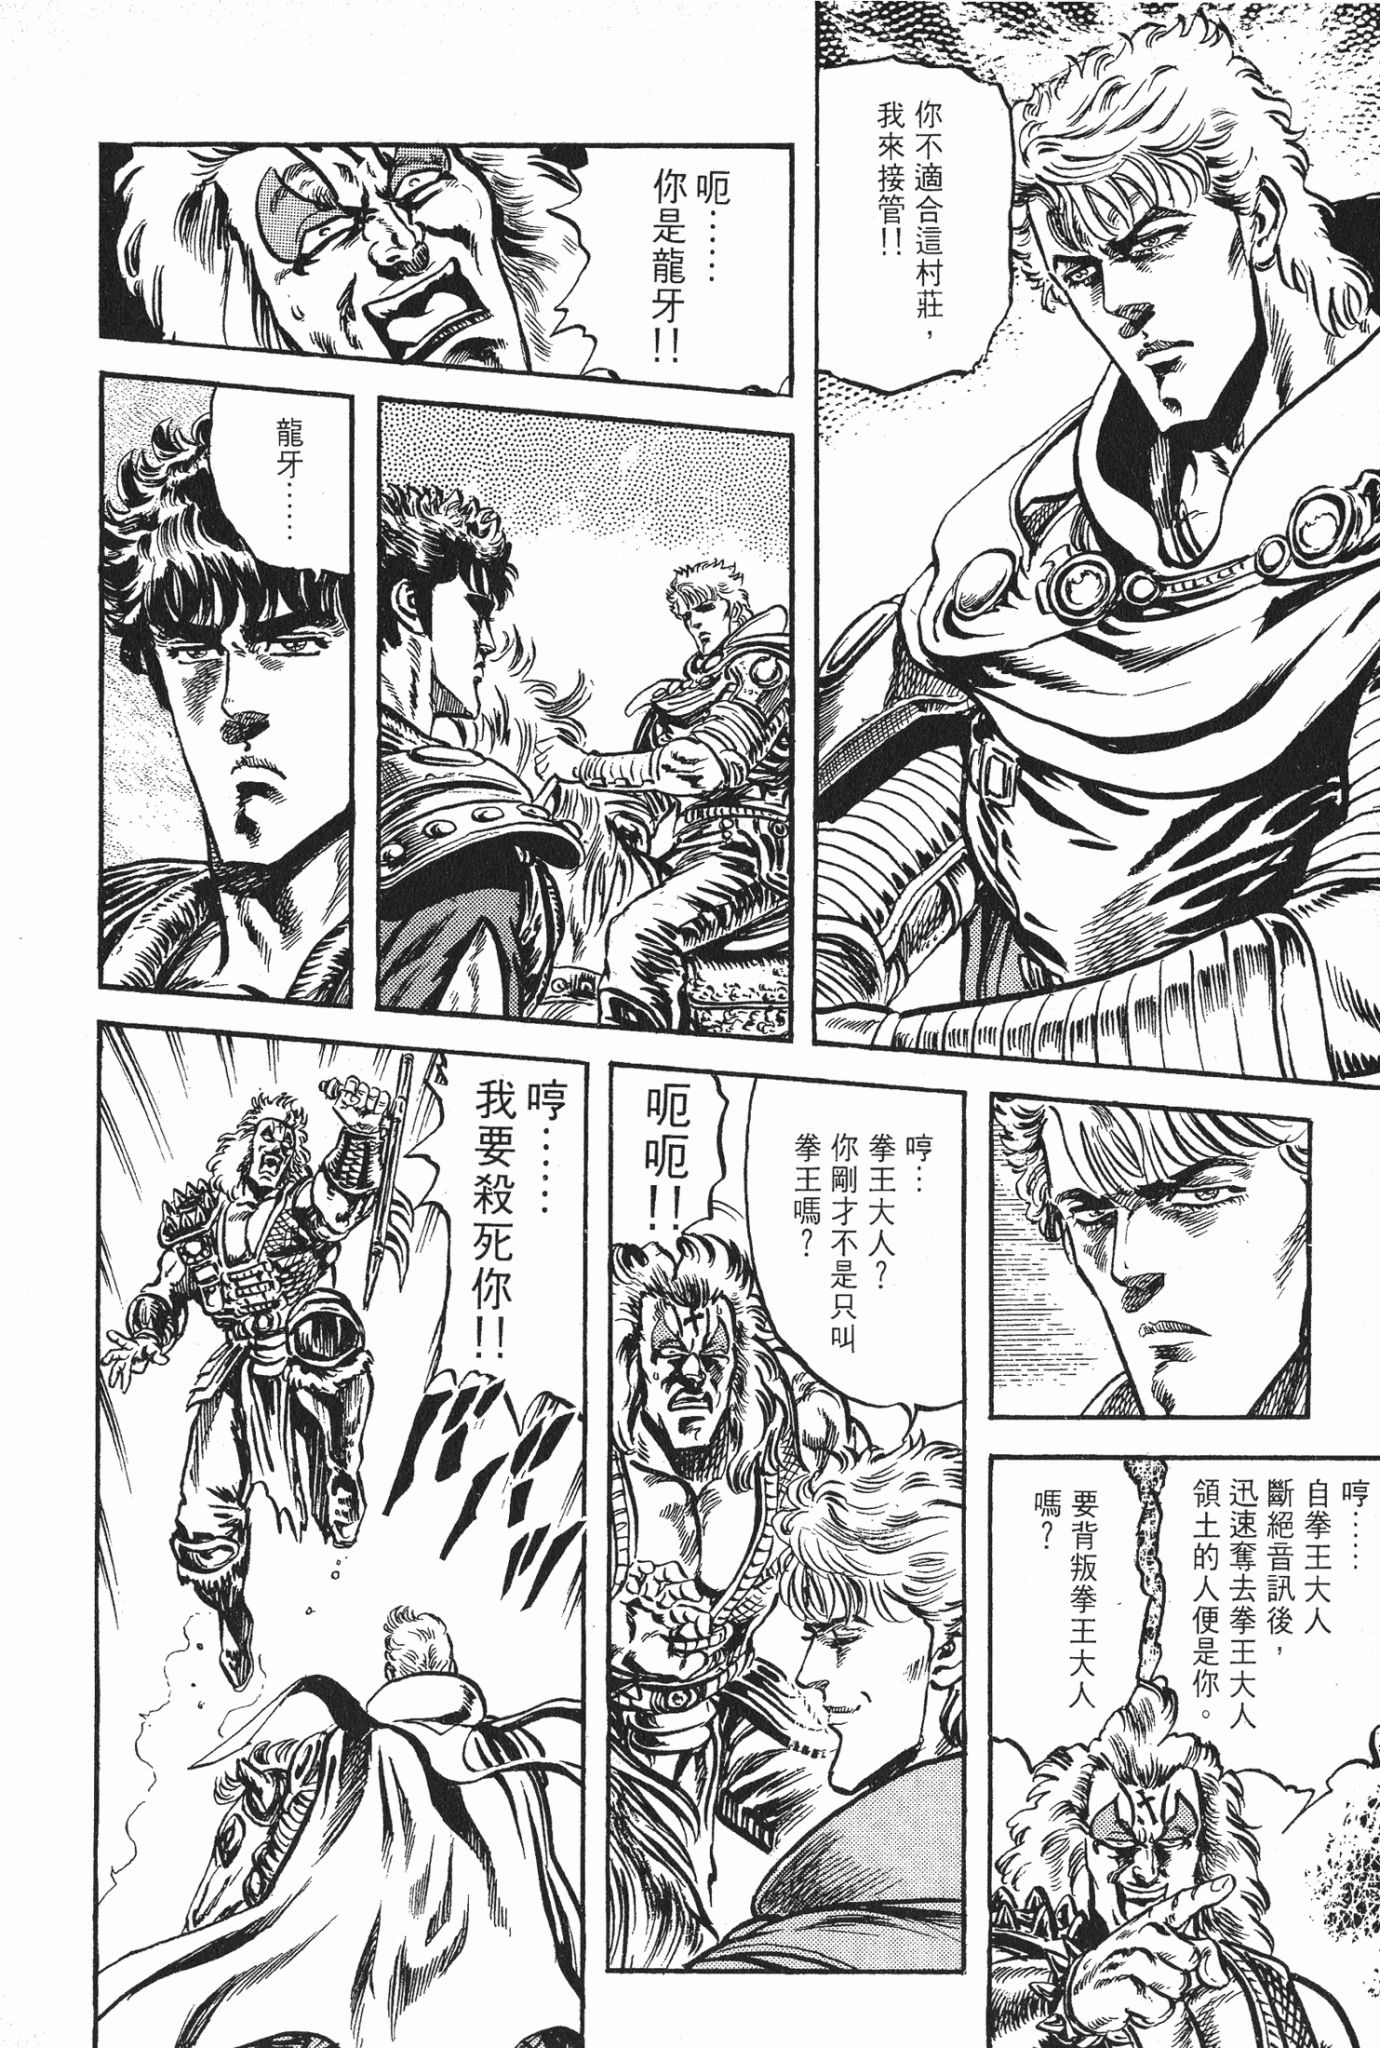 你不適合這村莊，
我來接管!!
呃……
你是龍牙!!
龍牙……
哼……
自拳王大人
斷絕音訊後，
迅速奪去拳王大人
領土的人便是你。
要背叛拳王大人
嗎？
哼…
拳王大人？
你剛才不是只叫
拳王嗎？
呃呃!!
哼……
我要殺死你!!